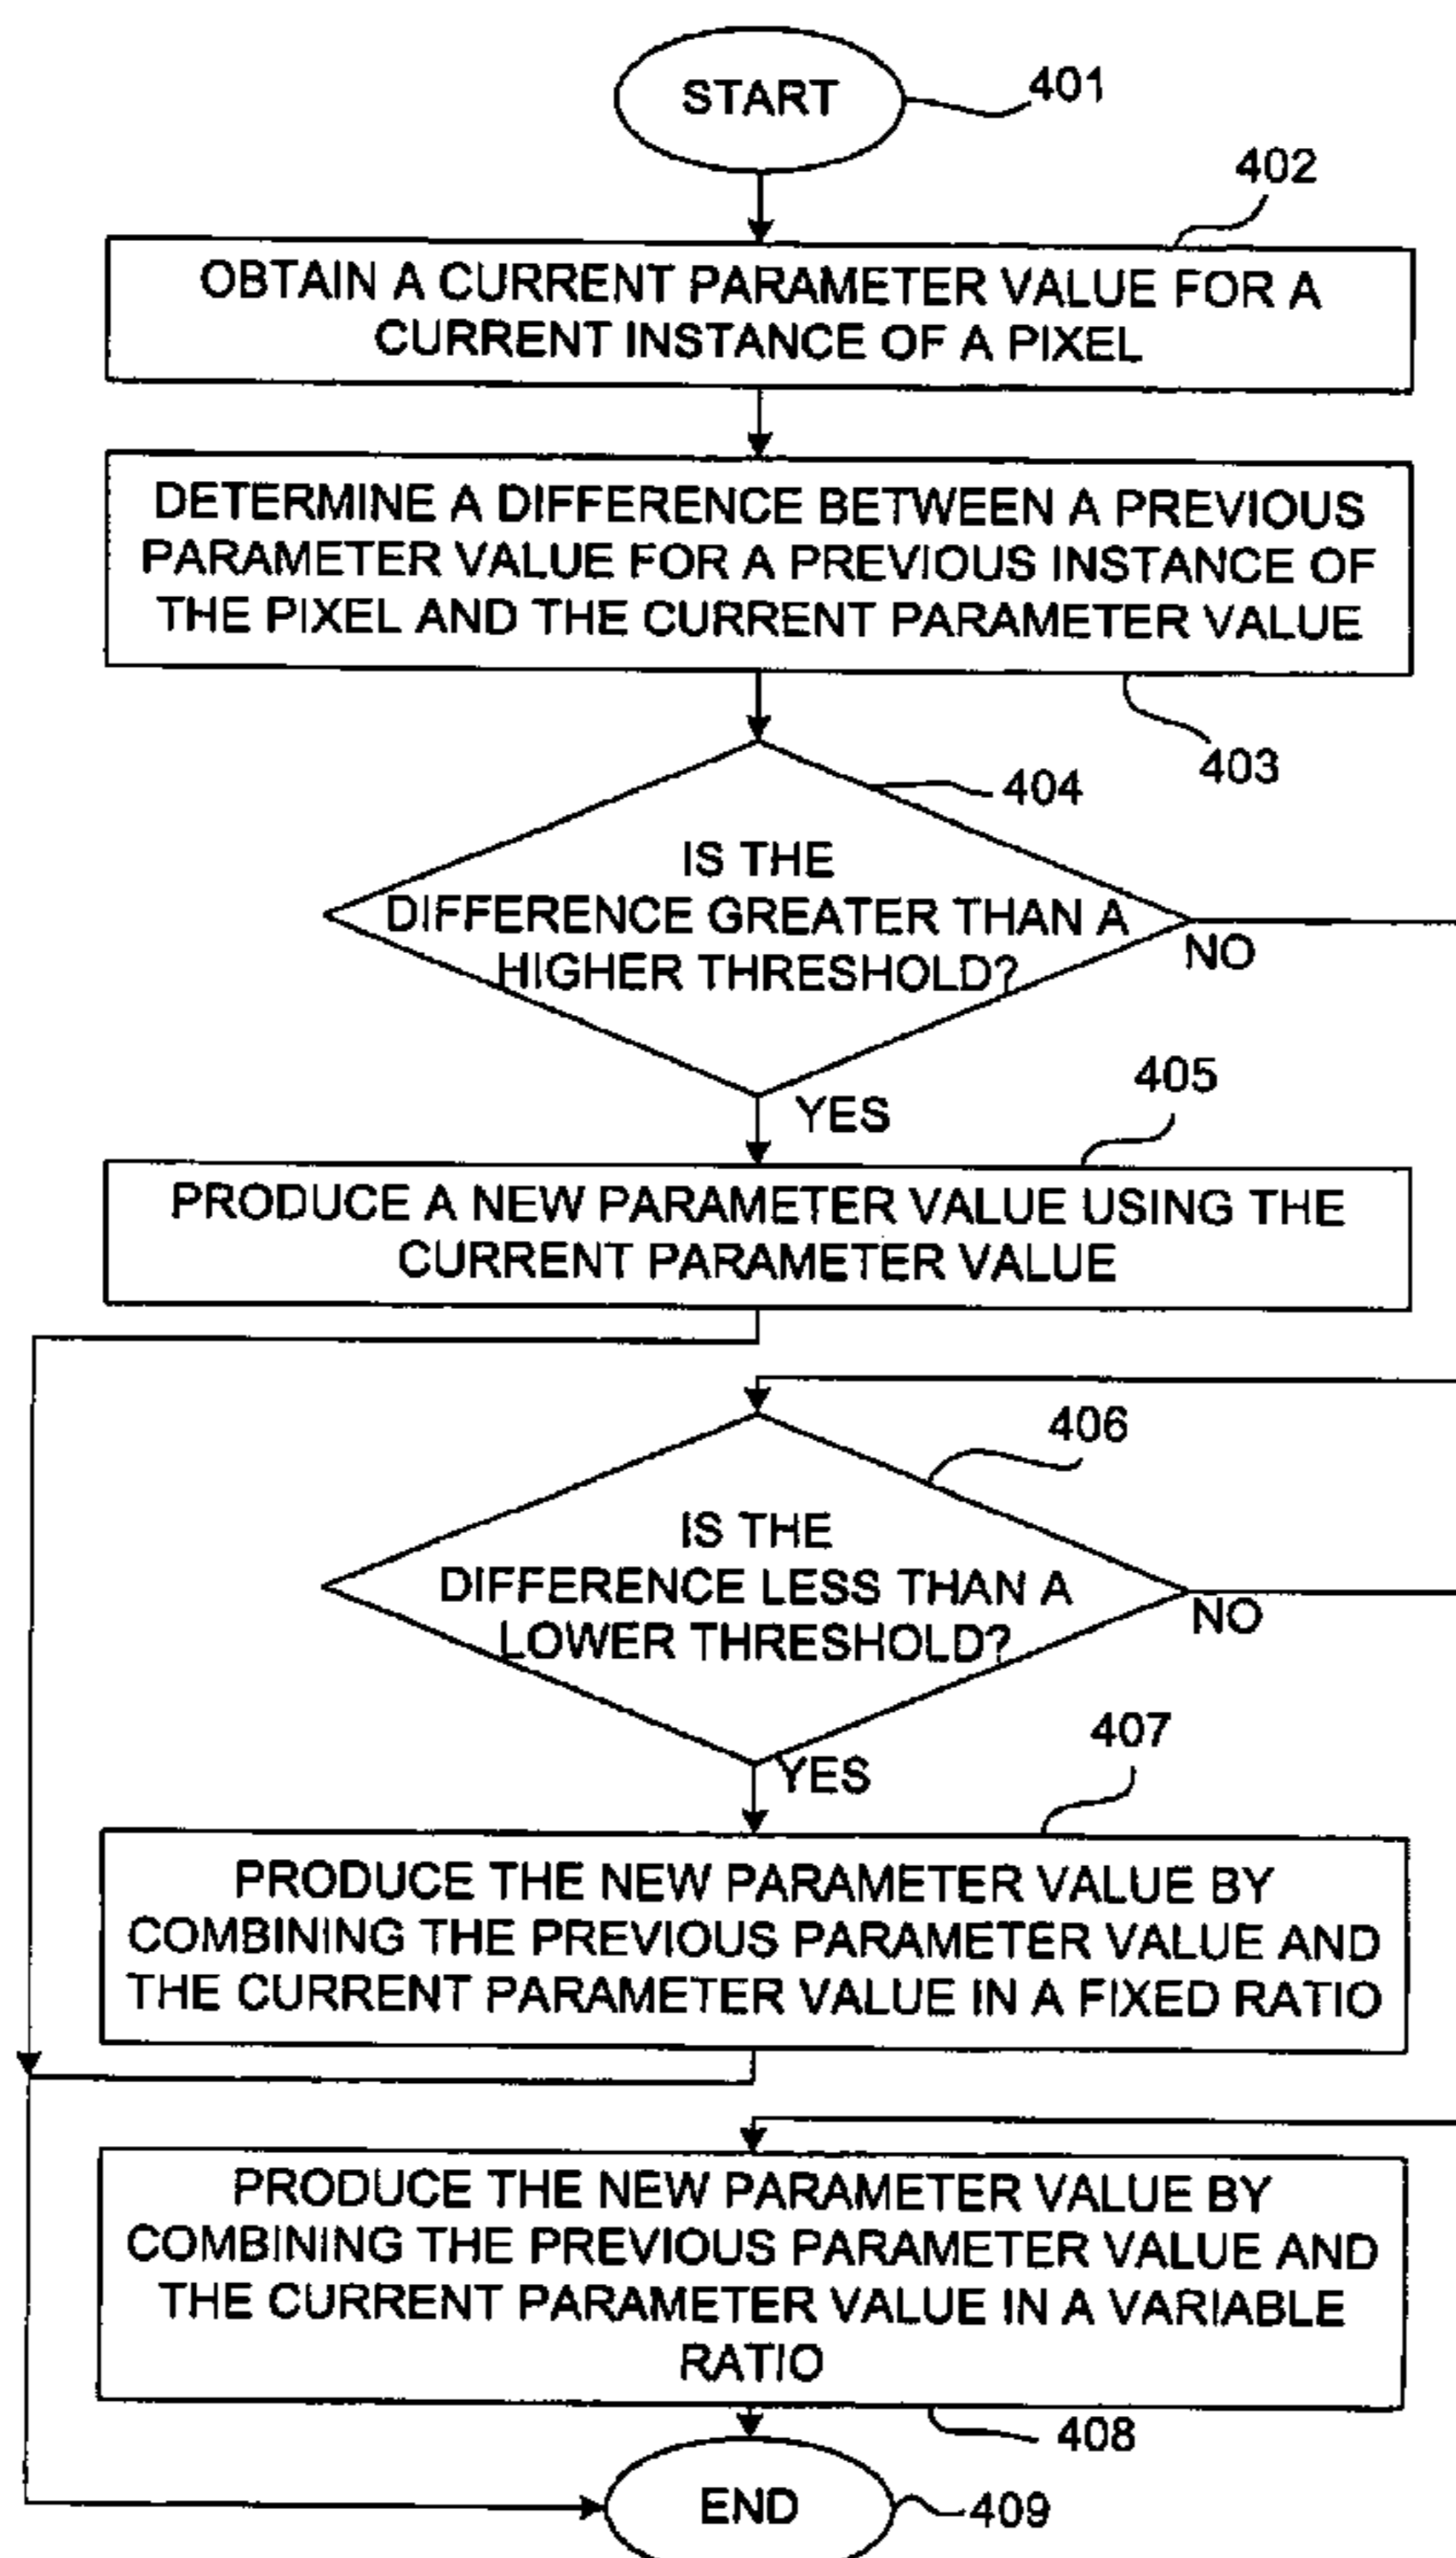 START
401
402
OBTAIN A CURRENT PARAMETER VALUE FOR A
CURRENT INSTANCE OF A PIXEL
DETERMINE A DIFFERENCE BETWEEN A PREVIOUS
PARAMETER VALUE FOR A PREVIOUS INSTANCE OF
THE PIXEL AND THE CURRENT PARAMETER VALUE
403
404
IS THE
DIFFERENCE GREATER THAN A
HIGHER THRESHOLD?
NO
YES
405
PRODUCE A NEW PARAMETER VALUE USING THE
CURRENT PARAMETER VALUE
406
IS THE
DIFFERENCE LESS THAN A
LOWER THRESHOLD?
NO
YES
407
PRODUCE THE NEW PARAMETER VALUE BY
COMBINING THE PREVIOUS PARAMETER VALUE AND
THE CURRENT PARAMETER VALUE IN A FIXED RATIO
PRODUCE THE NEW PARAMETER VALUE BY
COMBINING THE PREVIOUS PARAMETER VALUE AND
THE CURRENT PARAMETER VALUE IN A VARIABLE
RATIO
408
END
409